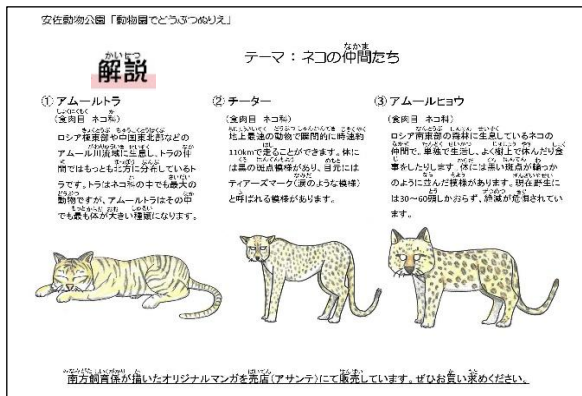 安佐動物公園「動物園でどうぶつぬりえ」
かいせつ
解説
なかま
テーマ：ネコの仲間たち
① アムールトラ
(食肉目 ネコ科)
ロシア極東部や中国東北部などの
アムール川流域に生息し、トラの仲
間ではもっとも北方に分布しているト
ラです。トラはネコ科の中でも最大の
動物ですが、アムールトラはその中
でも最も体が大きい種類になります。
② チーター
(食肉目 ネコ科)
地上最速の動物で瞬間的に時速約
110kmで走ることができます。体に
は黒の斑点模様があり、目元には
ティアーズマーク(涙のような模様)
と呼ばれる模様があります。
③ アムールヒョウ
(食肉目 ネコ科)
ロシア南東部の森林に生息しているネコの
仲間で、単独で生活し、よく樹上で休んだり食
事をしたりします。体には黒い斑点が輪っか
のように並んだ模様があります。現在野生に
は30～60頭しかおらず、絶滅が危惧されてい
ます。
南方飼育係が描いたオリジナルマンガを売店(アサンテ)にて販売しています。ぜひお買い求めください。